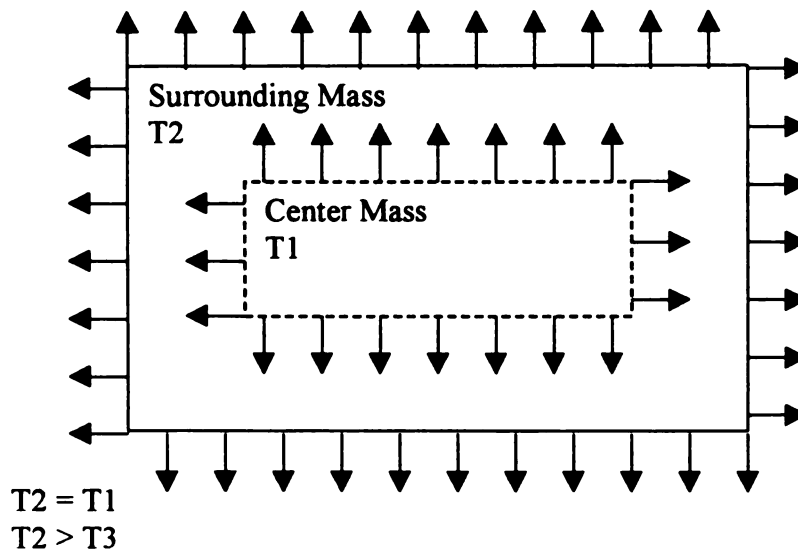 Surrounding Mass
T2
Center Mass
T1
T2 = T1
T2 > T3